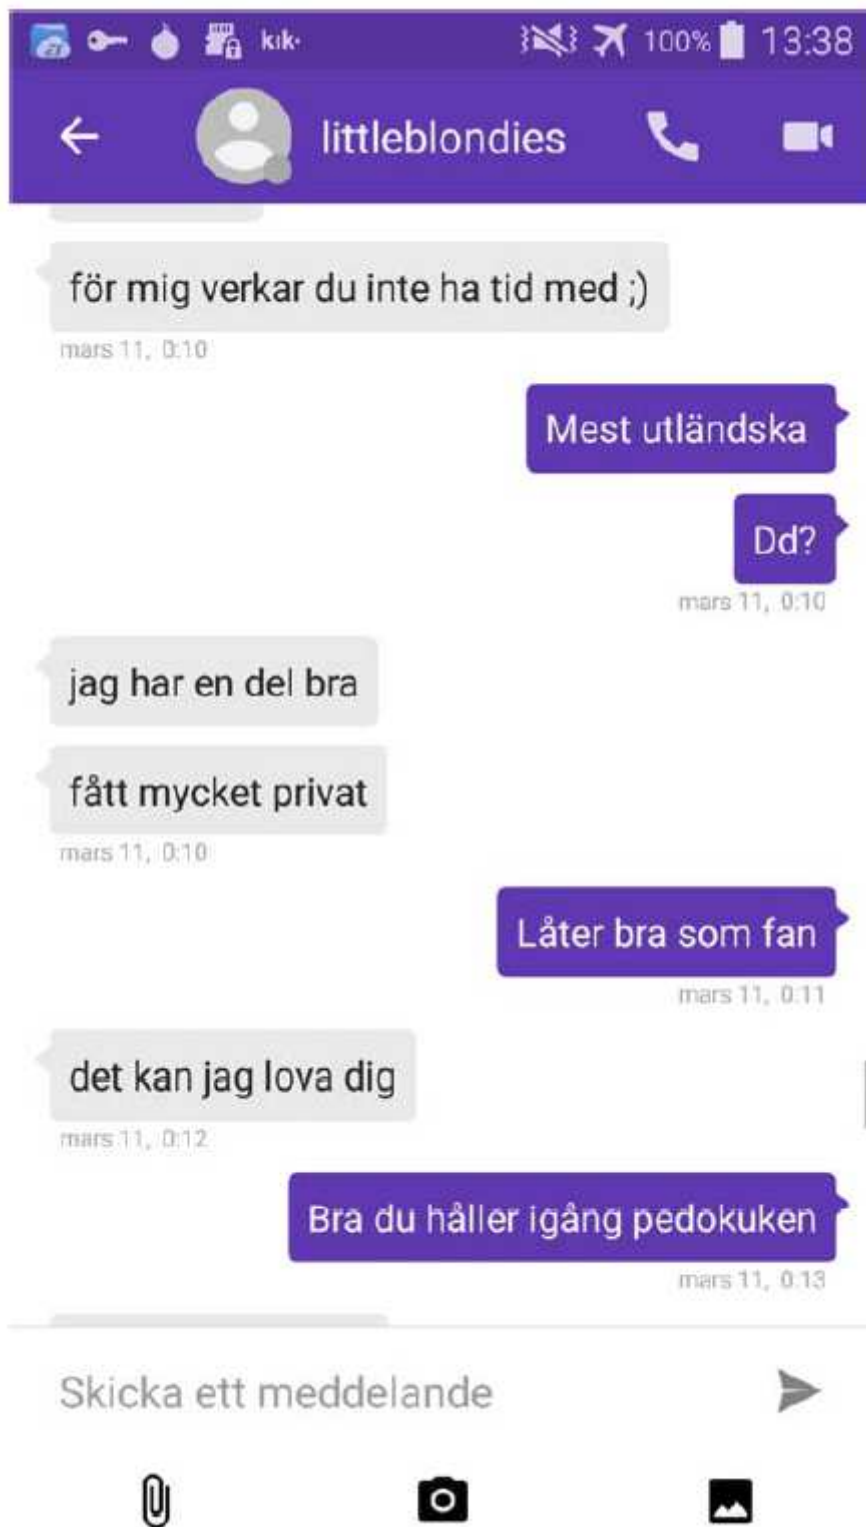 kik·
100% 13:38
littleblondies
för mig verkar du inte ha tid med ;)
mars 11, 0:10
Mest utländska
Dd?
mars 11, 0:10
jag har en del bra
fått mycket privat
mars 11, 0:10
Låter bra som fan
mars 11, 0:11
det kan jag lova dig
mars 11, 0:12
Bra du håller igång pedokuken
mars 11, 0:13
Skicka ett meddelande